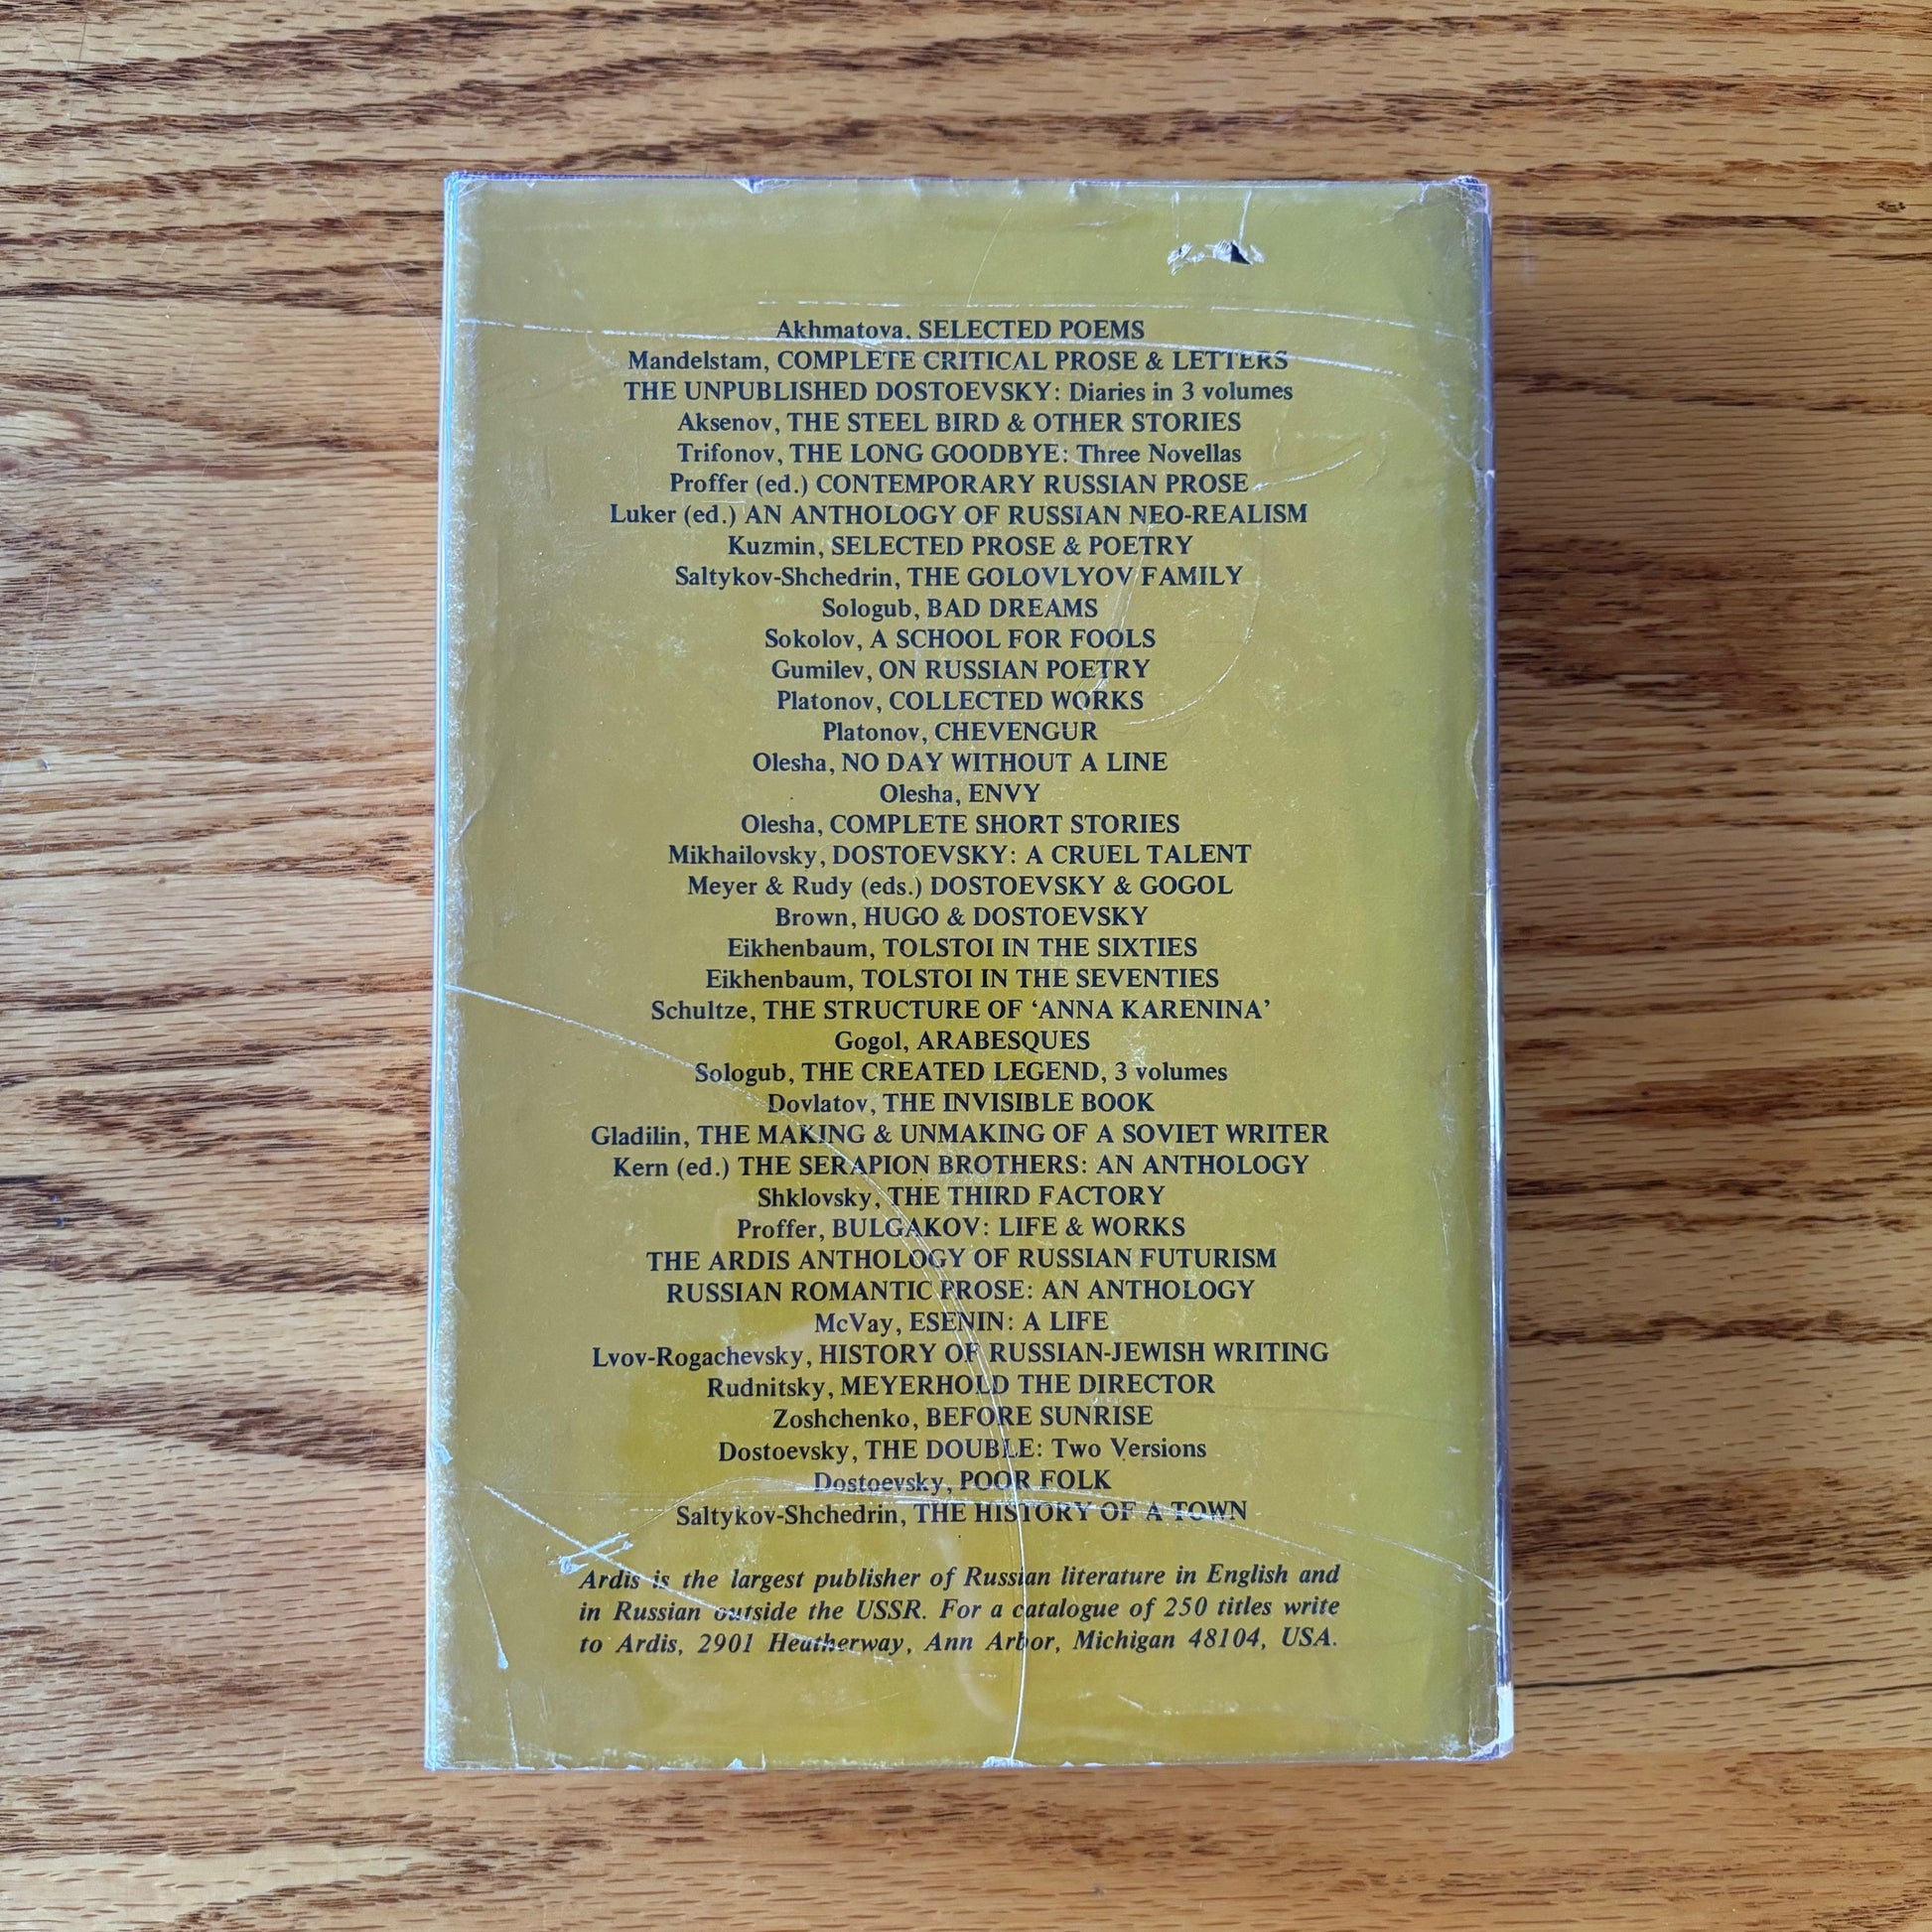 Akhmatova, SELECTED POEMS
Mandelstam, COMPLETE CRITICAL PROSE & LETTERS
THE UNPUBLISHED DOSTOEVSKY: Diaries in 3 volumes
Aksenov, THE STEEL BIRD & OTHER STORIES
Trifonov, THE LONG GOODBYE: Three Novellas
Proffer (ed.) CONTEMPORARY RUSSIAN PROSE
Luker (ed.) AN ANTHOLOGY OF RUSSIAN NEO-REALISM
Kuzmin, SELECTED PROSE & POETRY
Saltykov-Shchedrin, THE GOLOVLYOV FAMILY
Sologub, BAD DREAMS
Sokolov, A SCHOOL FOR FOOLS
Gumilev, ON RUSSIAN POETRY
Platonov, COLLECTED WORKS
Platonov, CHEVENGUR
Olesha, NO DAY WITHOUT A LINE
Olesha, ENVY
Olesha, COMPLETE SHORT STORIES
Mikhailovsky, DOSTOEVSKY: A CRUEL TALENT
Meyer & Rudy (eds.) DOSTOEVSKY & GOGOL
Brown, HUGO & DOSTOEVSKY
Eikhenbaum, TOLSTOI IN THE SIXTIES
Eikhenbaum, TOLSTOI IN THE SEVENTIES
Schultze, THE STRUCTURE OF ‘ANNA KARENINA’
Gogol, ARABESQUES
Sologub, THE CREATED LEGEND, 3 volumes
Dovlatov, THE INVISIBLE BOOK
Gladilin, THE MAKING & UNMAKING OF A SOVIET WRITER
Kern (ed.) THE SERAPION BROTHERS: AN ANTHOLOGY
Shklovsky, THE THIRD FACTORY
Proffer, BULGAKOV: LIFE & WORKS
THE ARDIS ANTHOLOGY OF RUSSIAN FUTURISM
RUSSIAN ROMANTIC PROSE: AN ANTHOLOGY
McVay, ESENIN: A LIFE
Lvov-Rogachevsky, HISTORY OF RUSSIAN-JEWISH WRITING
Rudnitsky, MEYERHOLD THE DIRECTOR
Zoshchenko, BEFORE SUNRISE
Dostoevsky, THE DOUBLE: Two Versions
Dostoevsky, POOR FOLK
Saltykov-Shchedrin, THE HISTORY OF A TOWN
Ardis is the largest publisher of Russian literature in English and
in Russian outside the USSR. For a catalogue of 250 titles write
to Ardis, 2901 Heatherway, Ann Arbor, Michigan 48104, USA.